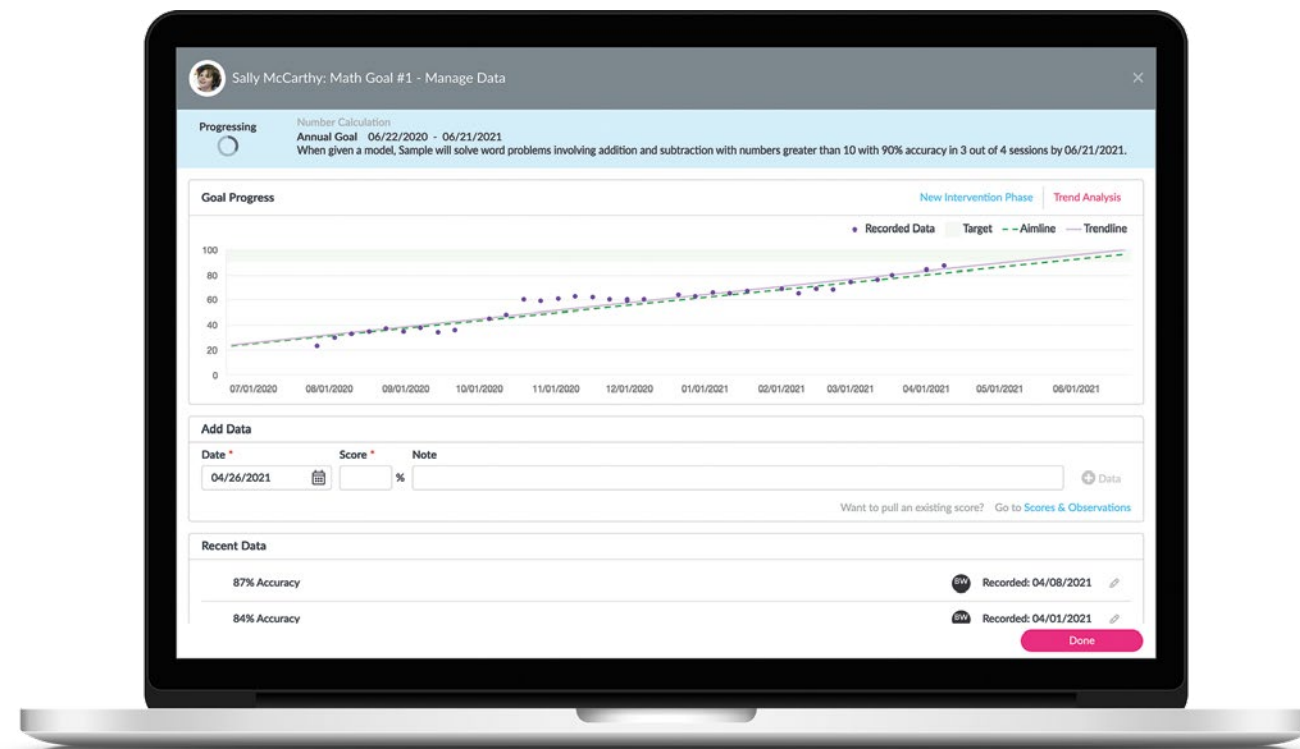 Sally McCarthy: Math Goal #1 - Manage Data
Progressing
Number Calculation
Annual Goal 06/22/2020 - 06/21/2021
When given a model, Sample will solve word problems involving addition and subtraction with numbers greater than 10 with 90% accuracy in 3 out of 4 sessions by 06/21/2021.
Goal Progress
New Intervention Phase
Trend Analysis
Recorded Data Target Aimline Trendline
100
80
60
40
20
0
07/01/2020 08/01/2020 09/01/2020 10/01/2020 11/01/2020 12/01/2020 01/01/2021 02/01/2021 03/01/2021 04/01/2021 05/01/2021 06/01/2021
Add Data
Date * Score * Note
04/26/2021 % + Data
Want to pull an existing score? Go to Scores & Observations
Recent Data
87% Accuracy BW Recorded: 04/08/2021
84% Accuracy BW Recorded: 04/01/2021
Done